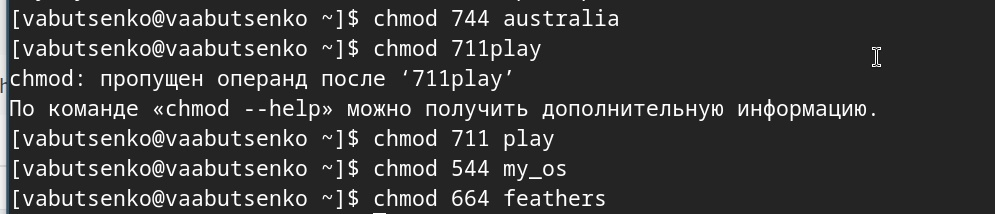 [vabutsenko@vaabutsenko ~]$ chmod 744 australia
[vabutsenko@vaabutsenko ~]$ chmod 711play
chmod: пропущен операнд после ‘711play’
По команде «chmod --help» можно получить дополнительную информацию.
[vabutsenko@vaabutsenko ~]$ chmod 711 play
[vabutsenko@vaabutsenko ~]$ chmod 544 my_os
[vabutsenko@vaabutsenko ~]$ chmod 664 feathers